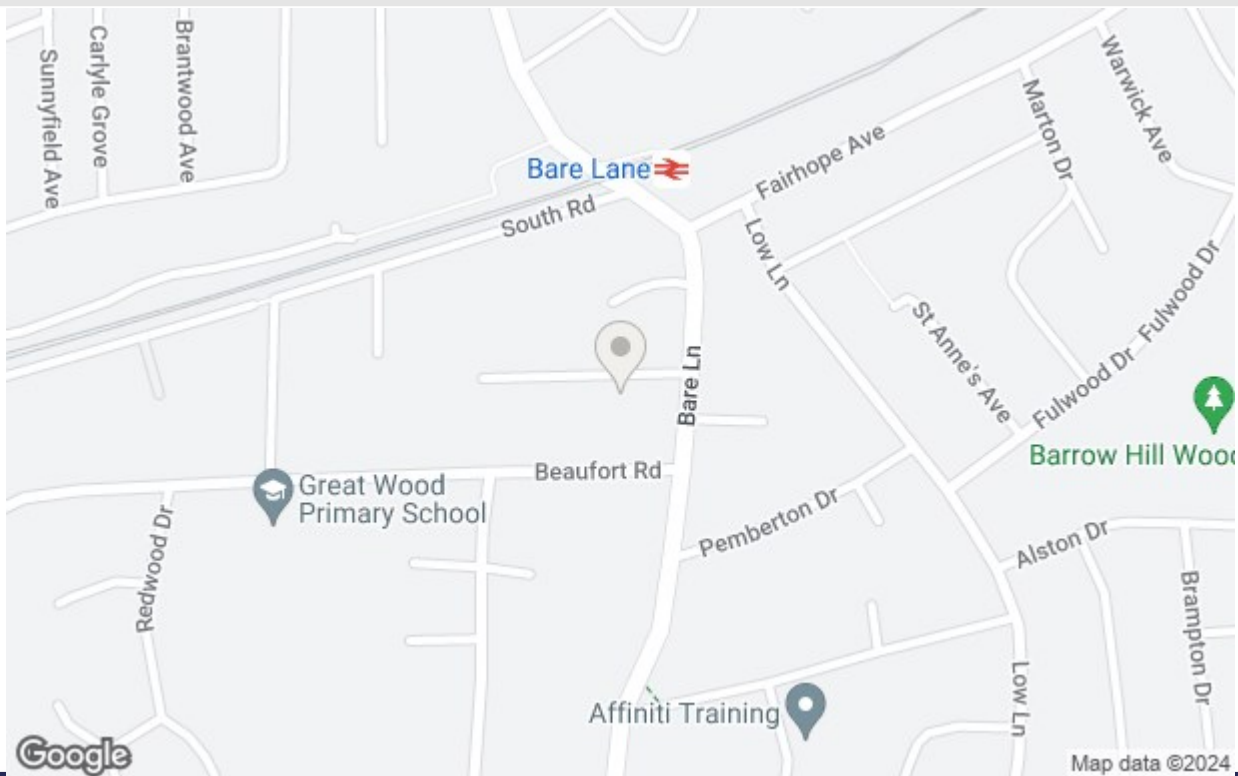 Sunnyfield Ave
Carlyle Grove
Brantwood Ave
Bare Lane
South Rd
Fairhope Ave
Marton Dr
Warwick Ave
Low Ln
St Anne's Ave
Fulwood Dr
Fulwood Dr
Bare Ln
Barrow Hill Wood
Great Wood
Primary School
Beaufort Rd
Redwood Dr
Pemberton Dr
Alston Dr
Brampton Dr
Low Ln
Affiniti Training
Google
Map data ©2024